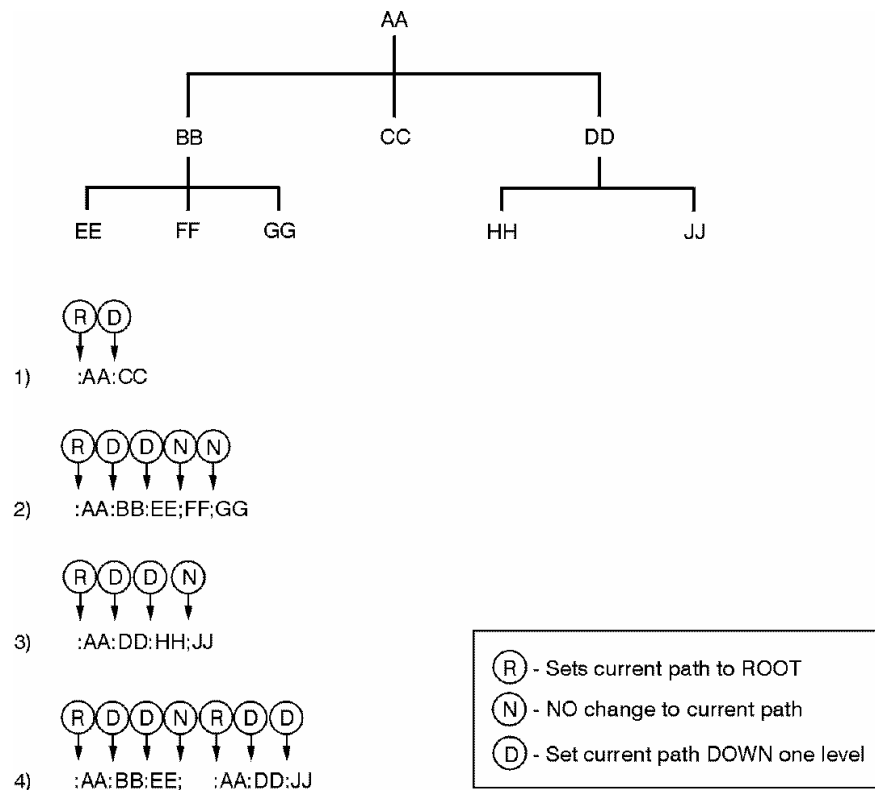 AA
BB CC DD
EE FF GG HH JJ
R D
1) :AA:CC
R D D N N
2) :AA:BB:EE;FF;GG
R D D N
3) :AA:DD:HH;JJ
R D D N R D D
4) :AA:BB:EE; :AA:DD:JJ
R - Sets current path to ROOT
N - NO change to current path
D - Set current path DOWN one level